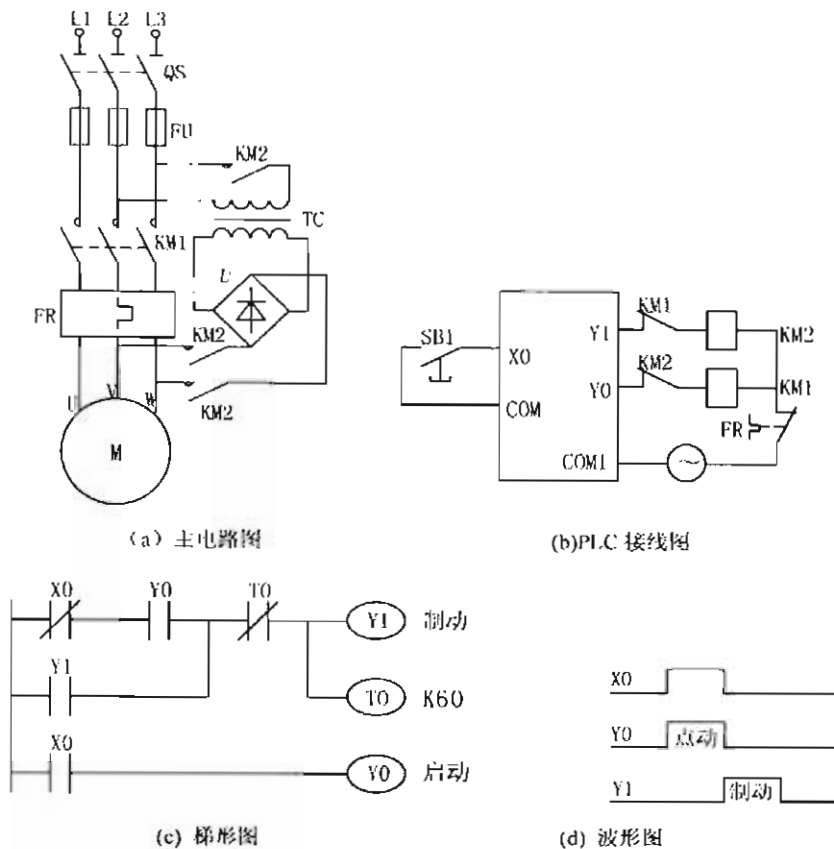 L1 L2 L3
QS
FU
KM2
TC
KM1
FR
KM2
U V W
KM2
M
(a) 主电路图
SB1
X0
COM
Y1
KM1
KM2
Y0
KM2
KM1
FR
COM1
~
(b)PLC 接线图
X0 Y0 T0
Y1 制动
Y1
T0 K60
X0
Y0 启动
(c) 梯形图
X0
Y0 点动
Y1 制动
(d) 波形图